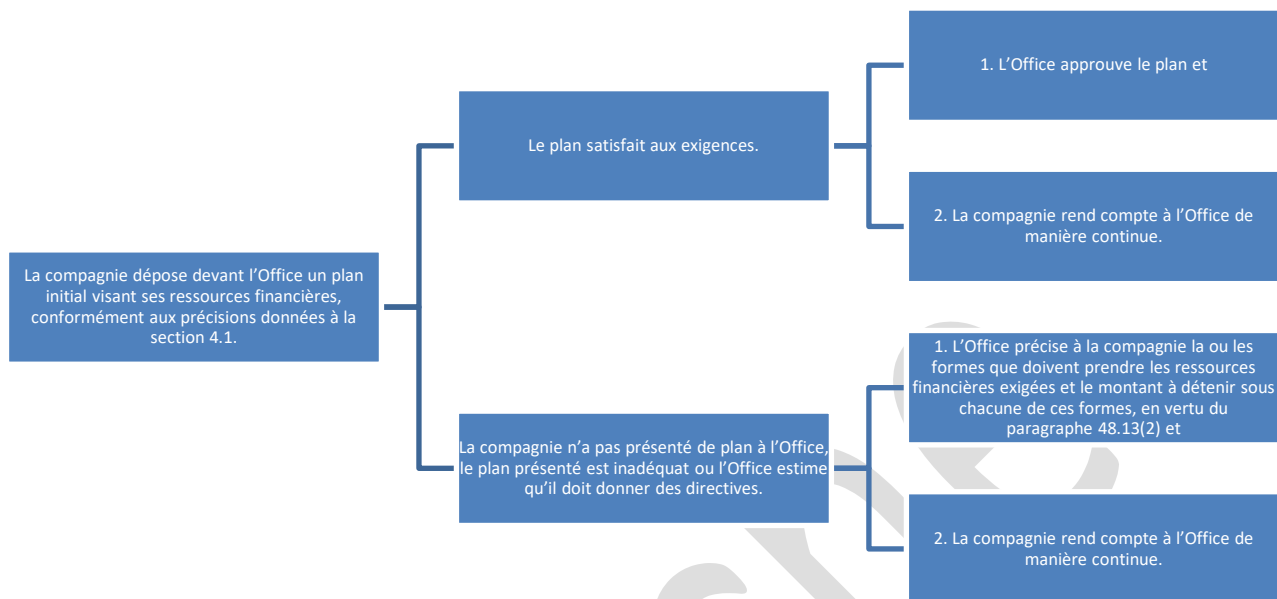 La compagnie dépose devant l’Office un plan
initial visant ses ressources financières,
conformément aux précisions données à la
section 4.1.
Le plan satisfait aux exigences.
1. L’Office approuve le plan et
2. La compagnie rend compte à l’Office de
manière continue.
La compagnie n’a pas présenté de plan à l’Office,
le plan présenté est inadéquat ou l’Office estime
qu’il doit donner des directives.
1. L’Office précise à la compagnie la ou les
formes que doivent prendre les ressources
financières exigées et le montant à détenir sous
chacune de ces formes, en vertu du
paragraphe 48.13(2) et
2. La compagnie rend compte à l’Office de
manière continue.